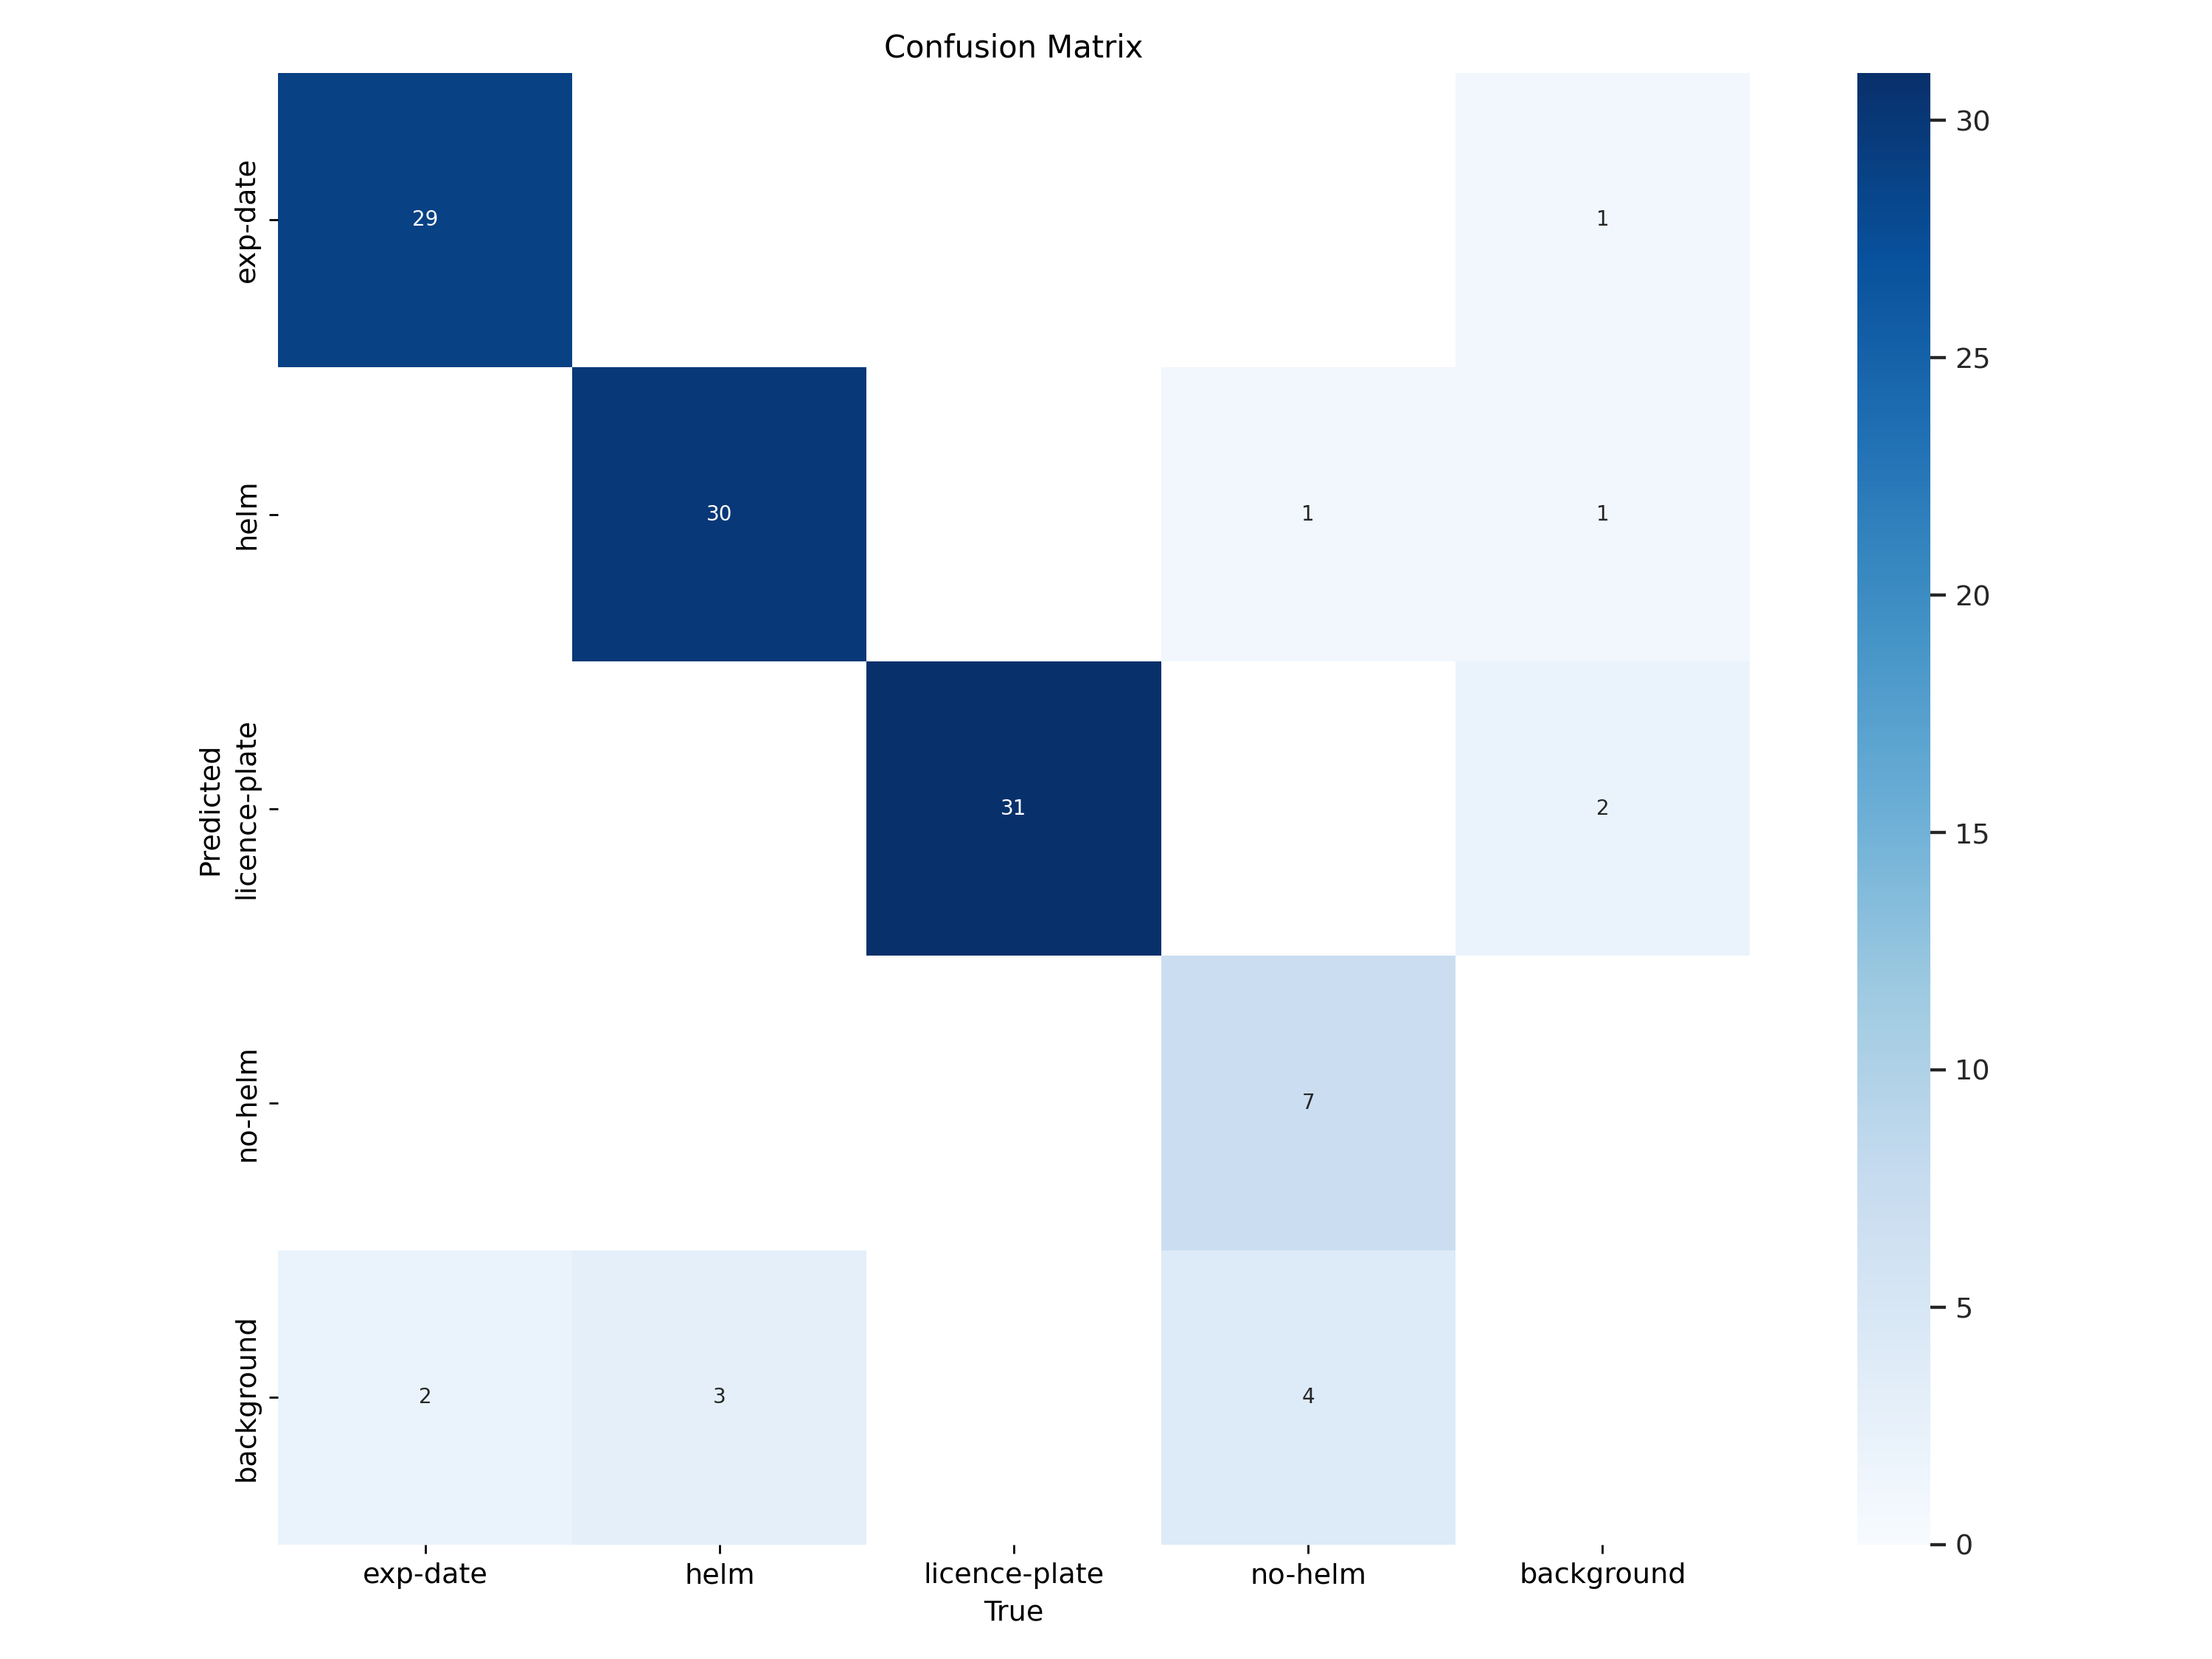 Confusion Matrix
exp-date
29
1
30
helm
30
1
1
25
20
Predicted
licence-plate
31
2
15
no-helm
7
10
background
2
3
4
5
0
exp-date
helm
licence-plate
no-helm
background
True